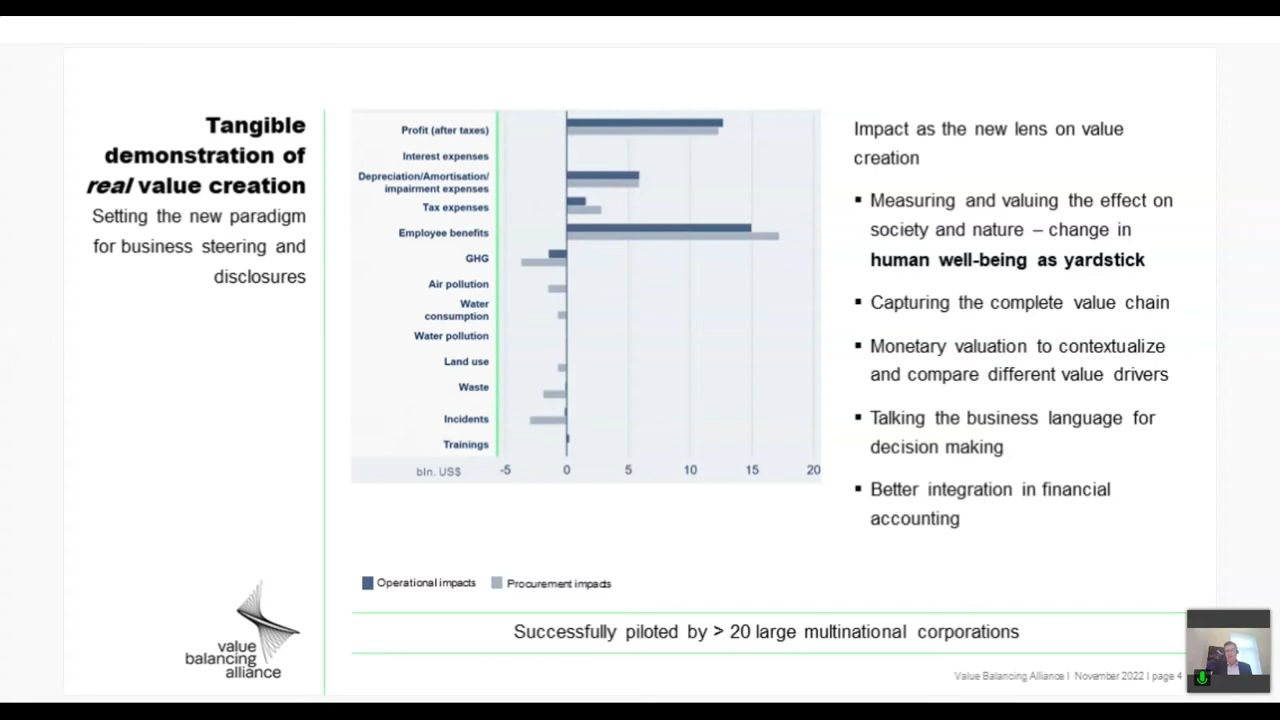 Tangible
demonstration of
real value creation
Setting the new paradigm
for business steering and
disclosures
Profit (after taxes)
Interest expenses
Depreciation/Amortisation/
impairment expenses
Tax expenses
Employee benefits
GHG
Air pollution
Water
consumption
Water pollution
Land use
Waste
Incidents
Trainings
bln. US$ -5 0 5 10 15 20
Operational impacts Procurement impacts
Impact as the new lens on value
creation
▪ Measuring and valuing the effect on
society and nature – change in
human well-being as yardstick
▪ Capturing the complete value chain
▪ Monetary valuation to contextualize
and compare different value drivers
▪ Talking the business language for
decision making
▪ Better integration in financial
accounting
Successfully piloted by > 20 large multinational corporations
value
balancing
alliance
Value Balancing Alliance I November 2022 I page 4